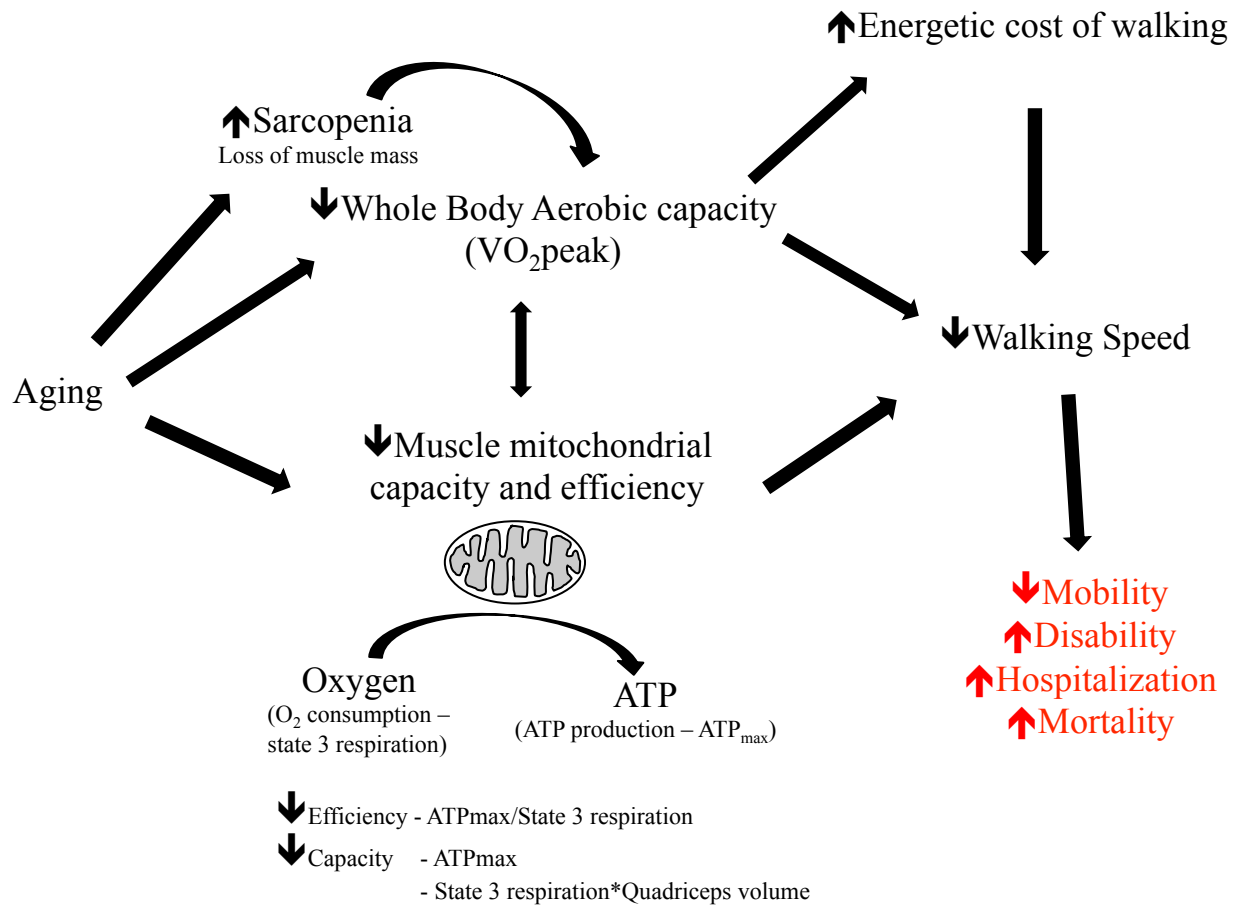 Energetic cost of walking
Sarcopenia
Loss of muscle mass
Whole Body Aerobic capacity
(VO₂peak)
Walking Speed
Aging
Muscle mitochondrial
capacity and efficiency
Mobility
Disability
Hospitalization
Mortality
Oxygen
(O₂ consumption –
state 3 respiration)
ATP
(ATP production – ATPₘₐₓ)
Efficiency - ATPmax/State 3 respiration
Capacity - ATPmax
- State 3 respiration*Quadriceps volume